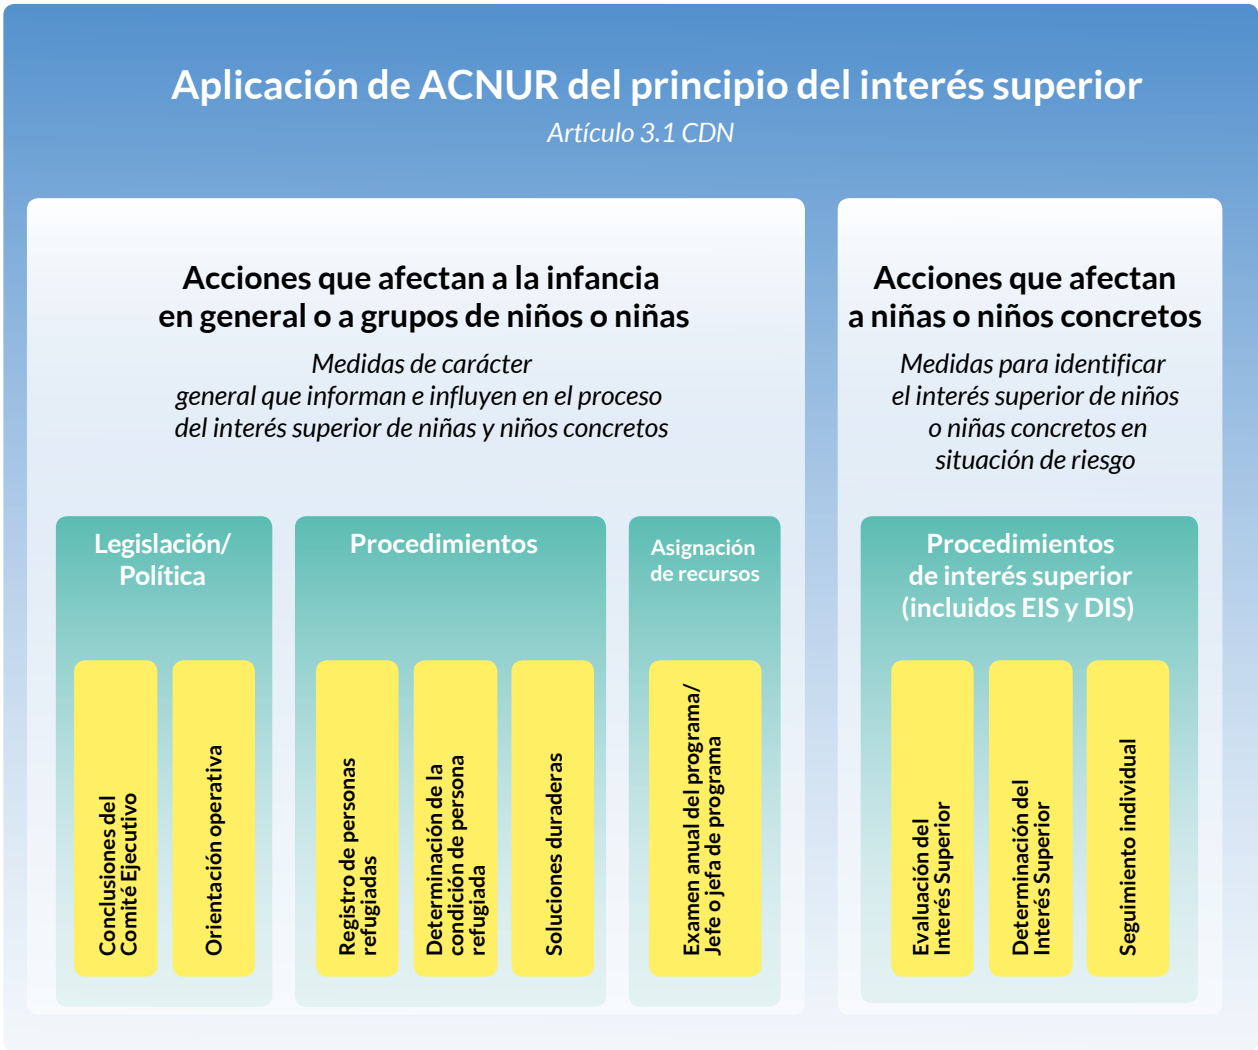 Aplicación de ACNUR del principio del interés superior
Artículo 3.1 CDN
Acciones que afectan a la infancia
en general o a grupos de niños o niñas
Medidas de carácter
general que informan e influyen en el proceso
del interés superior de niñas y niños concretos
Legislación/
Política
Conclusiones del
Comité Ejecutivo
Orientación operativa
Procedimientos
Registro de personas
refugiadas
Determinación de la
condición de persona
refugiada
Soluciones duraderas
Asignación
de recursos
Examen anual del programa/
Jefe o jefa de programa
Acciones que afectan
a niñas o niños concretos
Medidas para identificar
el interés superior de niños
o niñas concretos en
situación de riesgo
Procedimientos
de interés superior
(incluidos EIS y DIS)
Evaluación del
Interés Superior
Determinación del
Interés Superior
Seguimiento individual